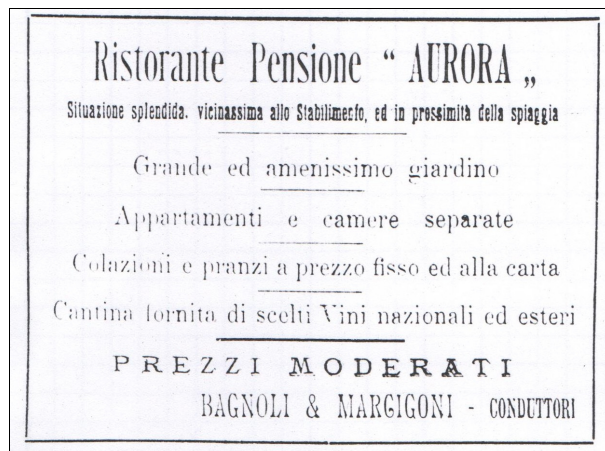 Ristorante Pensione “ AURORA „
Situazione splendida. vicinassima allo Stabilimento, ed in prossimità della spiaggia
Grande ed amenissimo giardino
Appartamenti e camere separate
Colazioni e pranzi a prezzo fisso ed alla carta
Cantina fornita di scelti Vini nazionali ed esteri
PREZZI MODERATI
BAGNOLI & MARGIGONI - CONDUTTORI